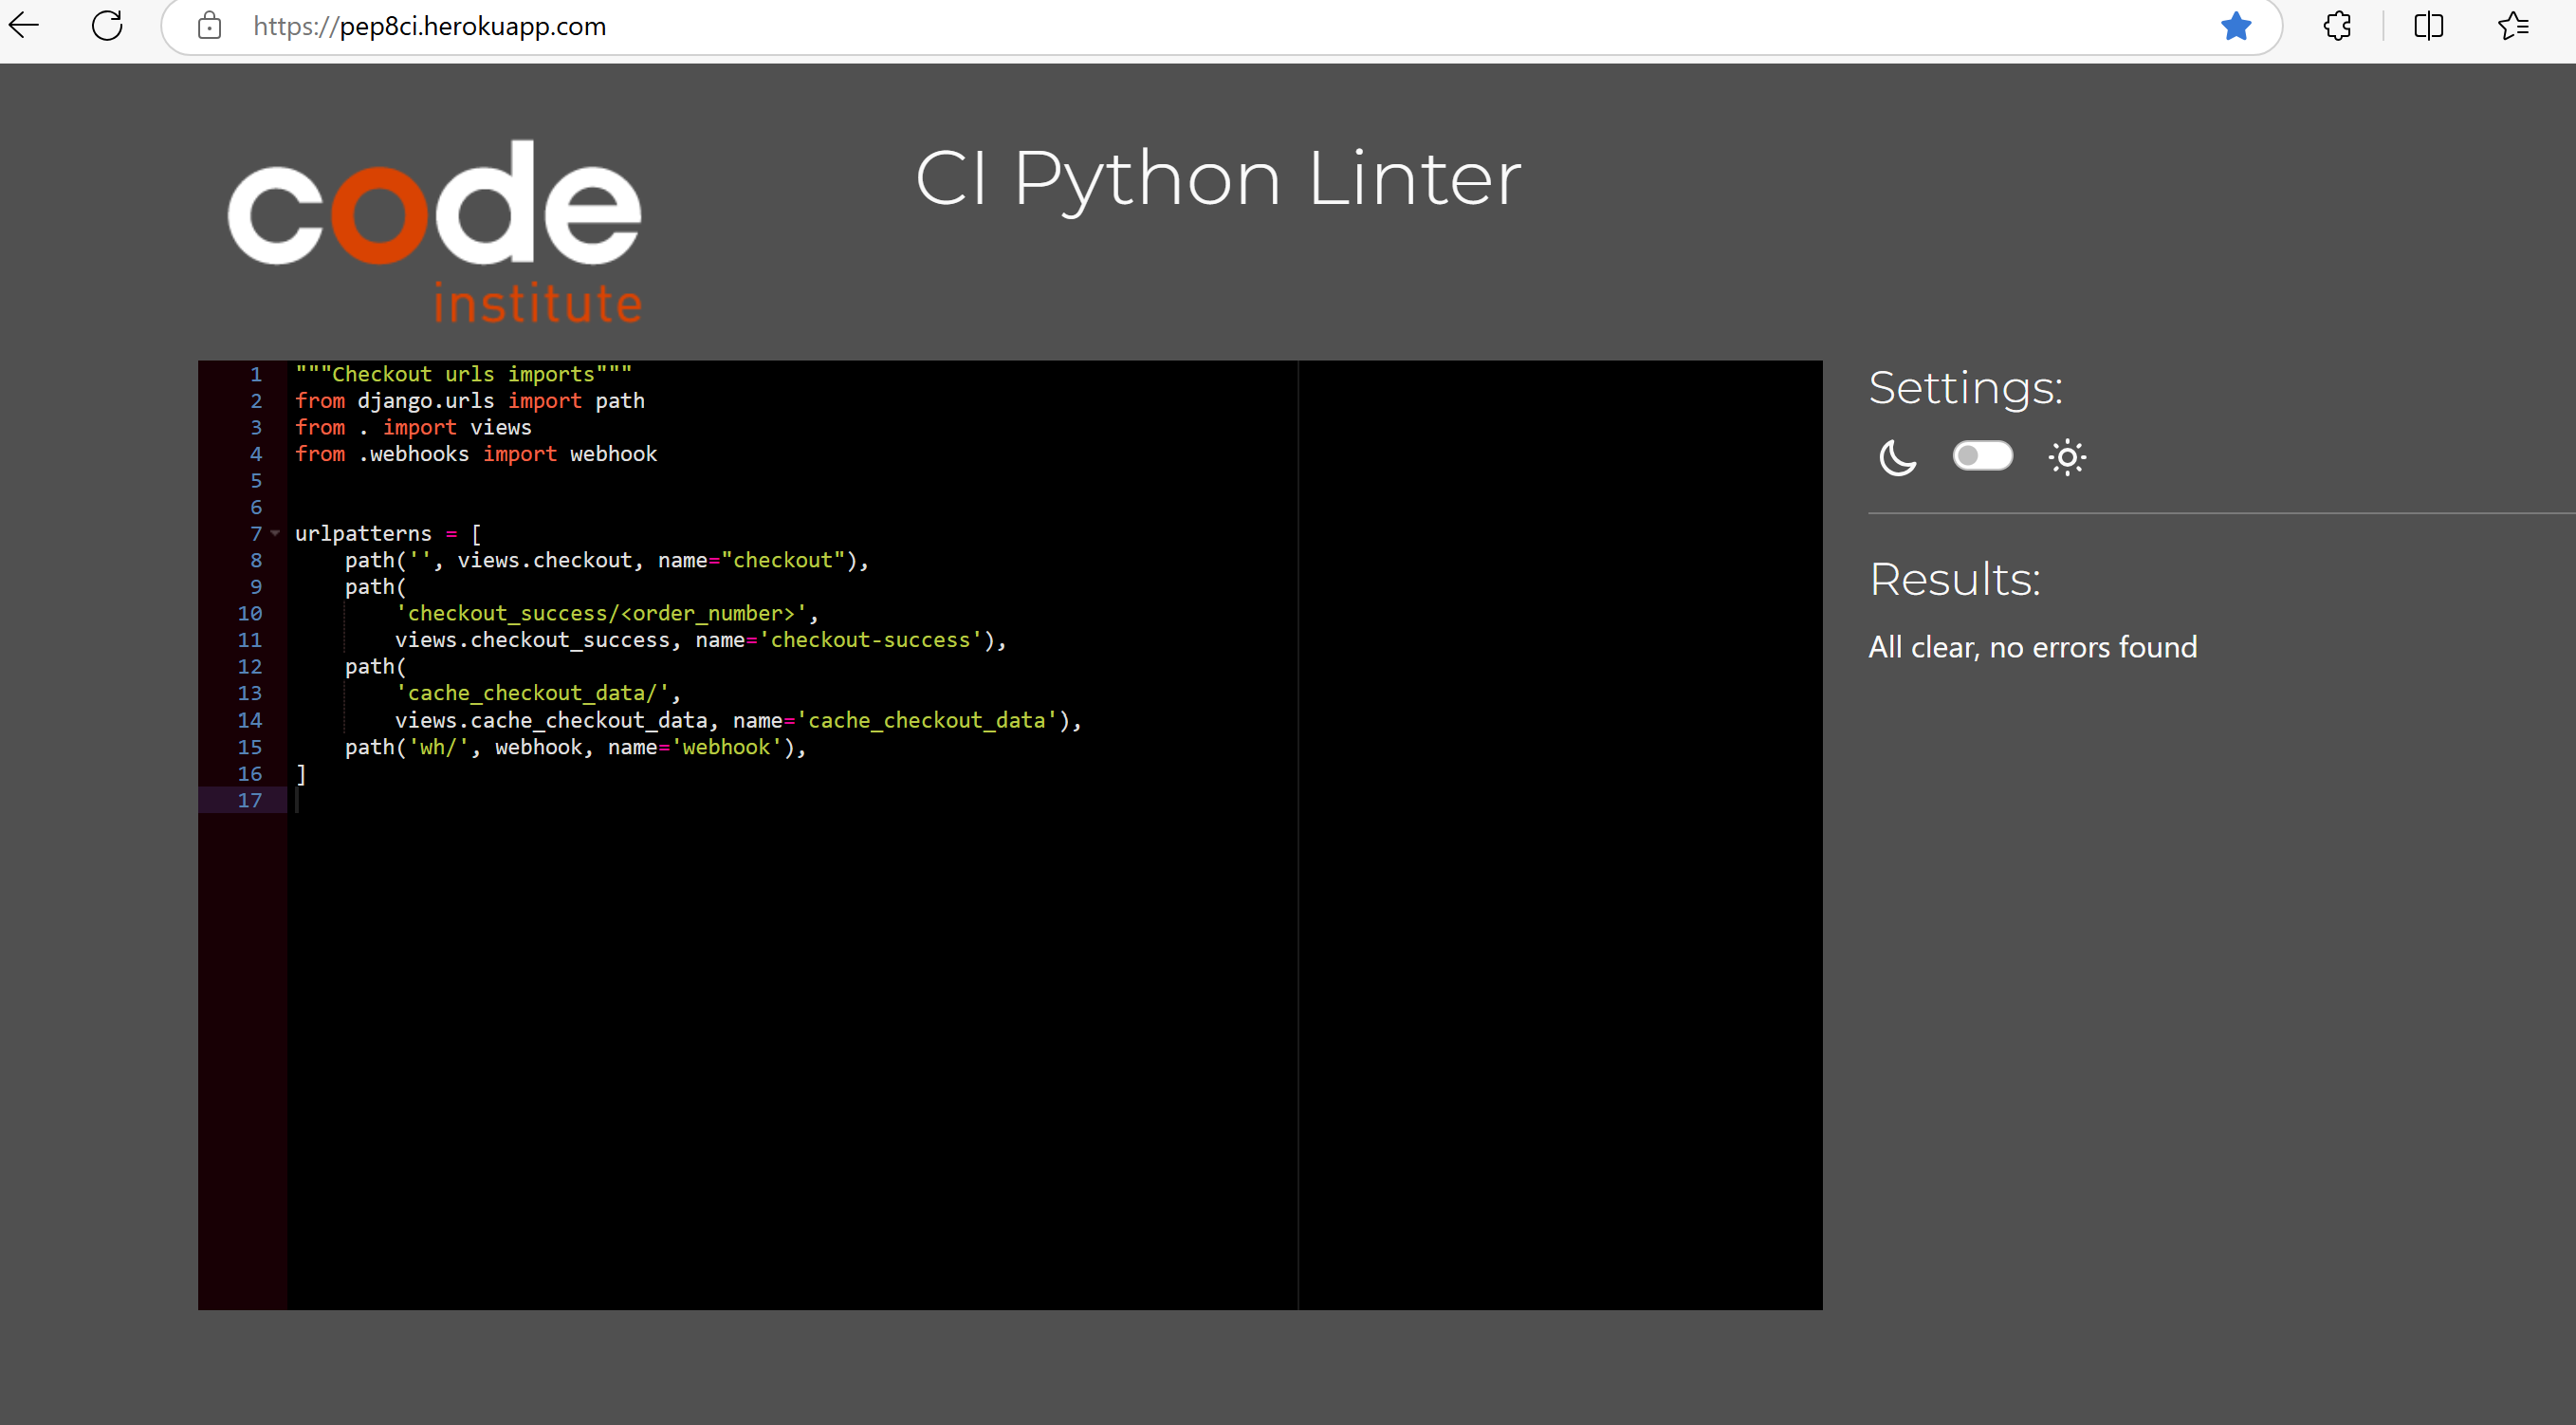 https://pep8ci.herokuapp.com
code
institute
CI Python Linter
1 """Checkout urls imports"""
2 from django.urls import path
3 from . import views
4 from .webhooks import webhook
5
6
7 urlpatterns = [
8     path('', views.checkout, name="checkout"),
9     path(
10         'checkout_success/<order_number>',
11         views.checkout_success, name='checkout-success'),
12     path(
13         'cache_checkout_data/',
14         views.cache_checkout_data, name='cache_checkout_data'),
15     path('wh/', webhook, name='webhook'),
16 ]
17
Settings:
Results:
All clear, no errors found